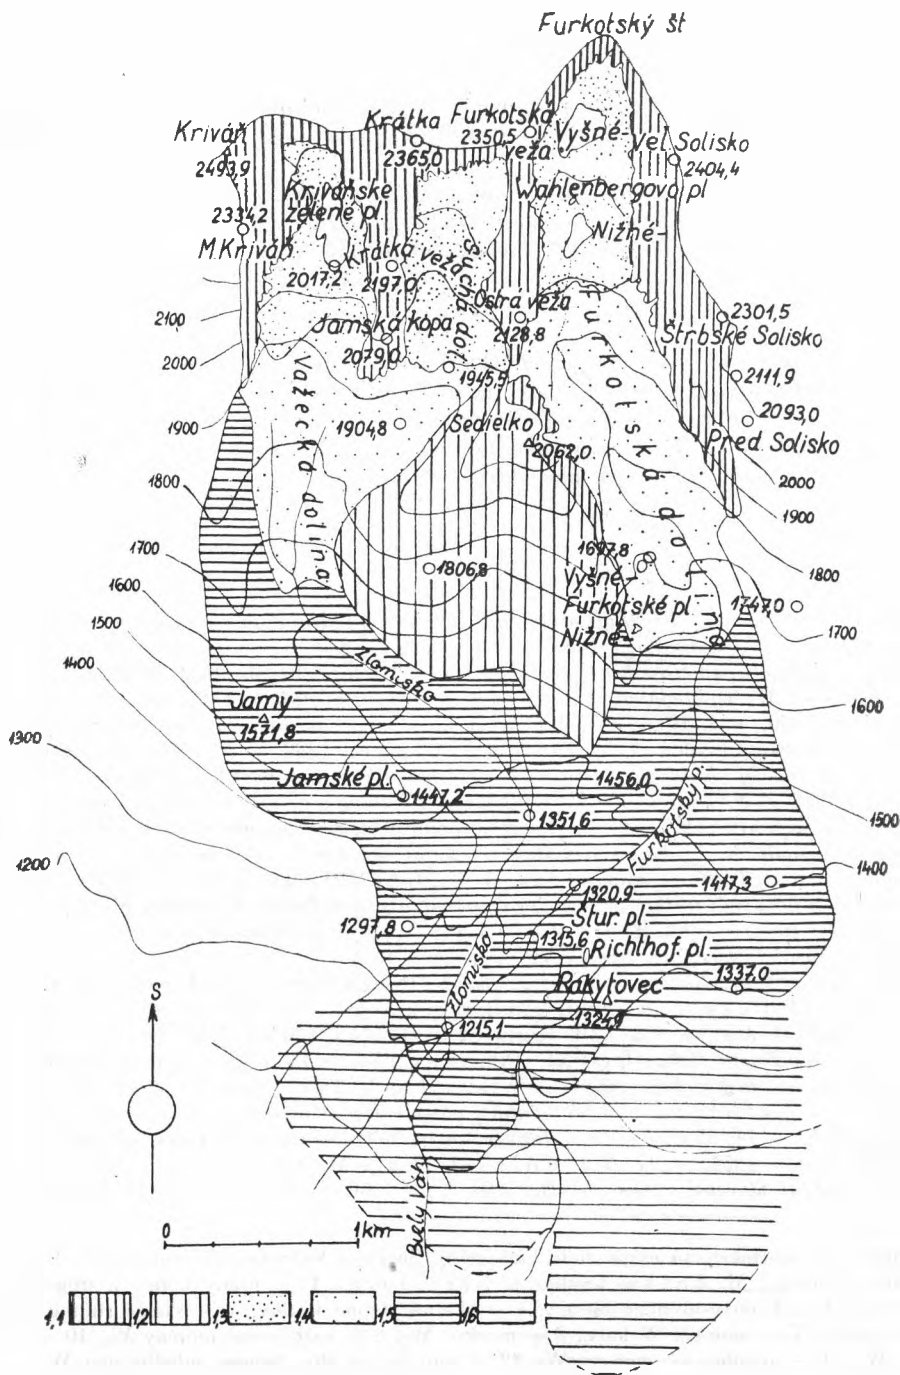 Furkotský št
Kriváň
2493,9
Krátka
2365,0
Furkotská
2350,5
veža
Vyšné-
Vel. Solisko
2404,4
Kriváňske
zelené pl.
Wahlenbergovo pl
2334,2
M.Kriváň
Nižné-
Krátka veža
2017,2
2197,0
Suchá dol.
Ostrá veža
2128,8
2301,5
Štrbské Solisko
2100
Jamská kopa
2079,0
2000
1945,5
2111,9
Važecká dolina
Furkotská dolina
1900
1904,8
Sedielko
2062,0
2093,0
Pred. Solisko
1800
2000
1900
1700
1697,8
1806,8
Vyšné-
1800
1600
Furkotské pl.
1747,0
1500
Nižné-
1700
1400
Zlomisko
Jamy
1571,8
1600
1300
Jamské pl.
1447,2
1456,0
1351,6
Furkotský p.
1500
1200
1417,3
1400
1320,9
1297,8
Štur. pl.
1315,6
Richthof. pl.
Zlomisko
Rakytovec
1337.0
S
1324,9
1215,1
Biely Váh
0
1km
1,1
1,2
1,3
1,4
1,5
1,6